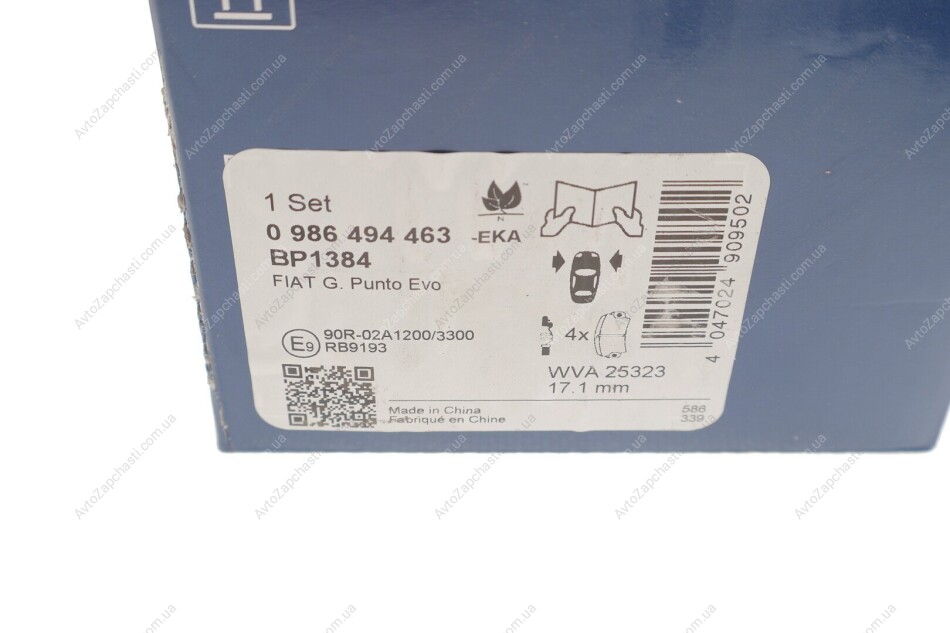 1 Set
0 986 494 463 -EKA
BP1384
FIAT G. Punto Evo
N
E9 90R-02A1200/3300
RB9193
4x
WVA 25323
17.1 mm
Made in China
Fabriqué en Chine
586
339
4 047024 909502
AvtoZapchasti.com.ua